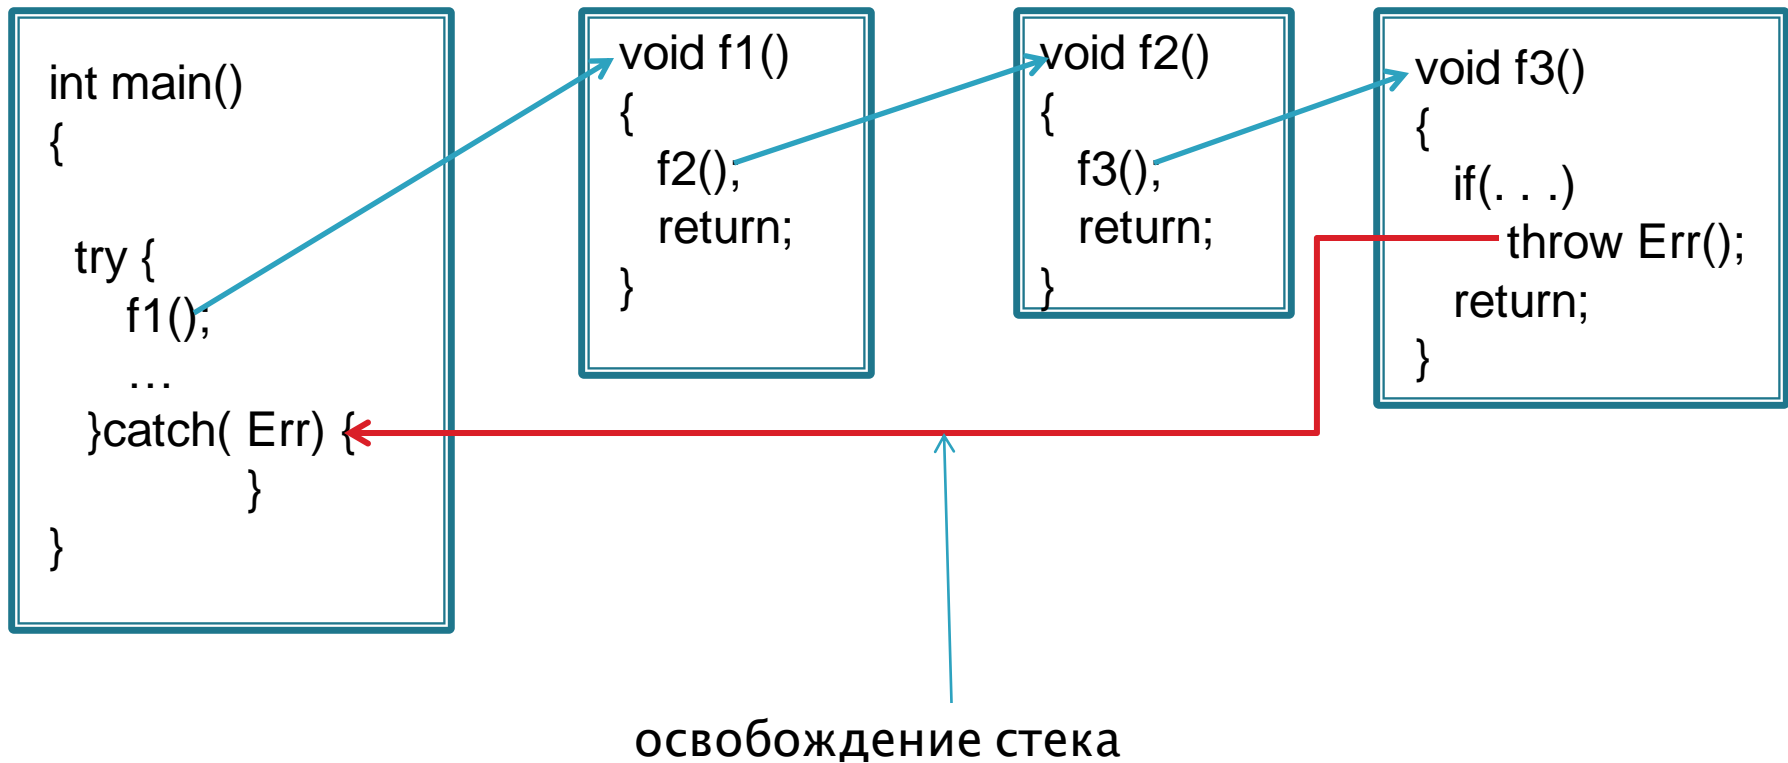 int main()
{
try {
f1();
…
}catch( Err) {
}
}
void f1()
{
f2();
return;
}
void f2()
{
f3();
return;
}
void f3()
{
if(. . .)
throw Err();
return;
}
освобождение стека